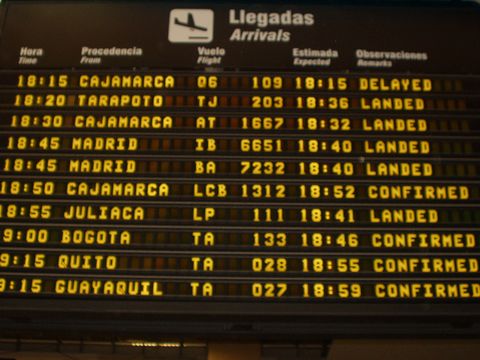 Llegadas
Arrivals
Hora Procedencia Vuelo Estimada Observaciones
Time From Flight Expected Remarks
18:15 CAJAMARCA O6 109 18:15 DELAYED
18:20 TARAPOTO TJ 203 18:36 LANDED
18:30 CAJAMARCA AT 1667 18:32 LANDED
18:45 MADRID IB 6651 18:40 LANDED
18:45 MADRID BA 7232 18:40 LANDED
18:50 CAJAMARCA LCB 1312 18:52 CONFIRMED
18:55 JULIACA LP 111 18:41 LANDED
9:00 BOGOTA TA 133 18:46 CONFIRMED
9:15 QUITO TA 028 18:55 CONFIRMED
9:15 GUAYAQUIL TA 027 18:59 CONFIRMED